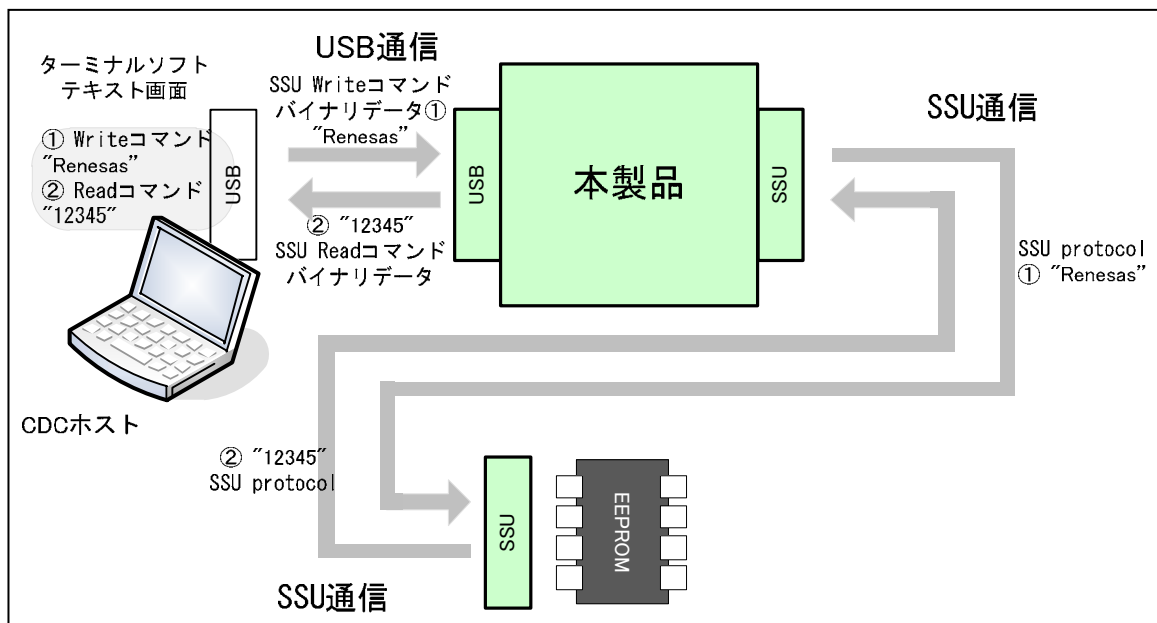 ターミナルソフト
テキスト画面
① Writeコマンド
"Renesas"
② Readコマンド
"12345"
USB
CDCホスト
USB通信
SSU Writeコマンド
バイナリデータ①
"Renesas"
② "12345"
SSU Readコマンド
バイナリデータ
USB
本製品
SSU
SSU通信
SSU protocol
① "Renesas"
② "12345"
SSU protocol
SSU通信
SSU
EEPROM